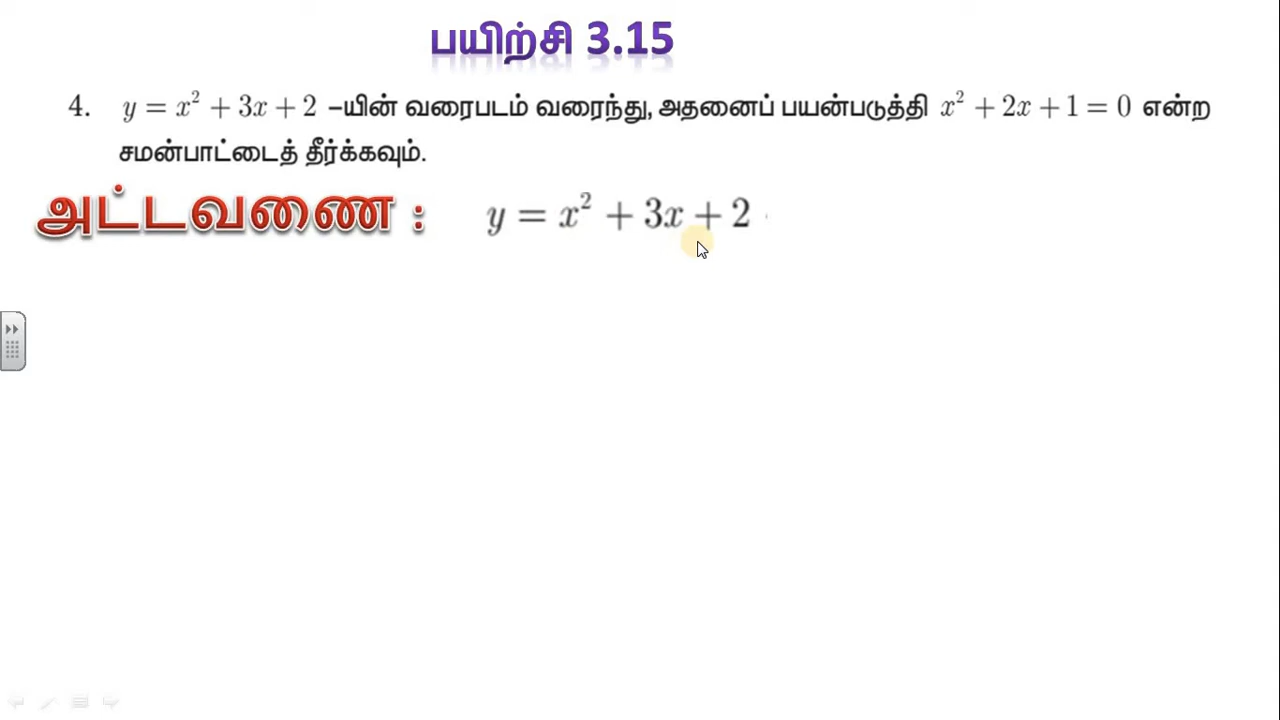 பயிற்சி 3.15
4. y = x² + 3x + 2 –யின் வரைபடம் வரைந்து, அதனைப் பயன்படுத்தி x² + 2x + 1 = 0 என்ற
சமன்பாட்டைத் தீர்க்கவும்.
அட்டவணை : y = x² + 3x + 2